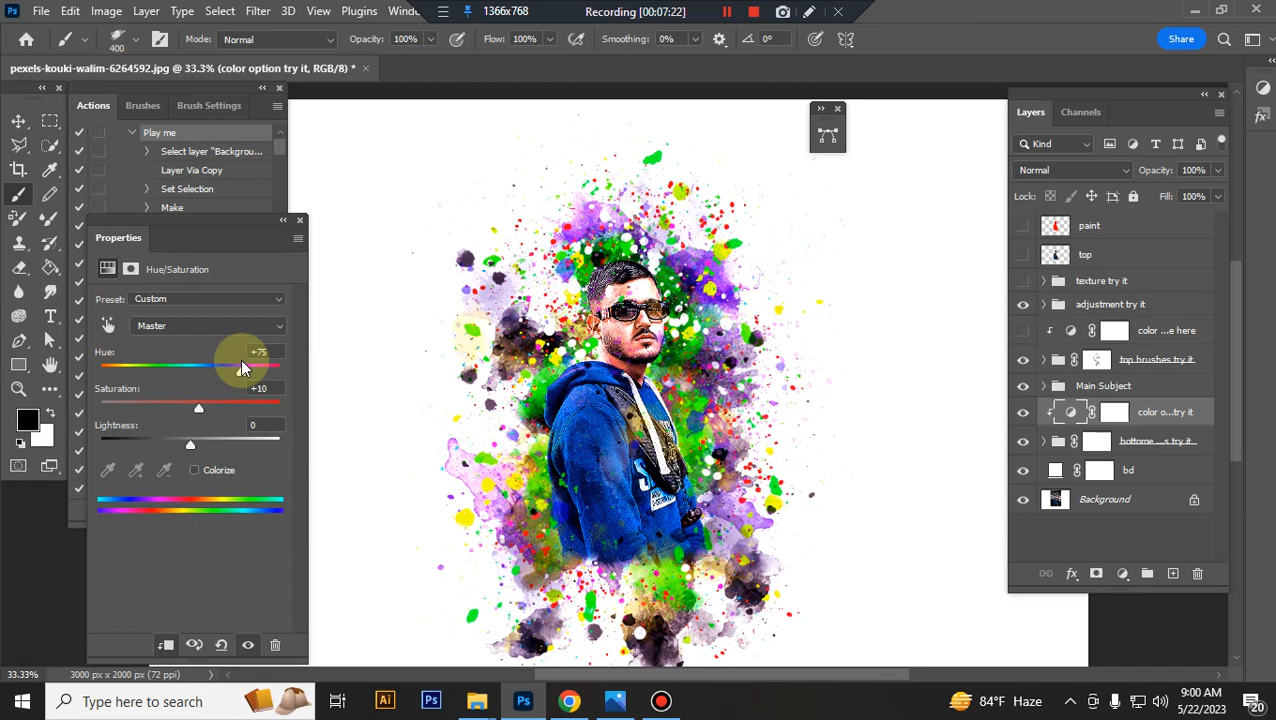 File Edit Image Layer Type Select Filter 3D View Plugins Windo
1366x768
Recording [00:07:22]
400
Mode: Normal
Opacity: 100%
Flow: 100%
Smoothing: 0%
0°
Share
pexels-kouki-walim-6264592.jpg @ 33.3% (color option try it, RGB/8) *
Actions Brushes Brush Settings
Play me
Select layer "Backgrou...
Layer Via Copy
Set Selection
Make
Properties
Hue/Saturation
Preset: Custom
Master
Hue: +75
Saturation: +10
Lightness: 0
Colorize
Layers Channels
Kind
Normal Opacity: 100%
Lock: Fill: 100%
paint
top
texture try it
adjustment try it
color ...e here
top brushes try it
Main Subject
color o...try it
bottome ...s try it
bd
Background
33.33% 3000 px x 2000 px (72 ppi)
Type here to search
84°F Haze
9:00 AM
5/22/2023
20